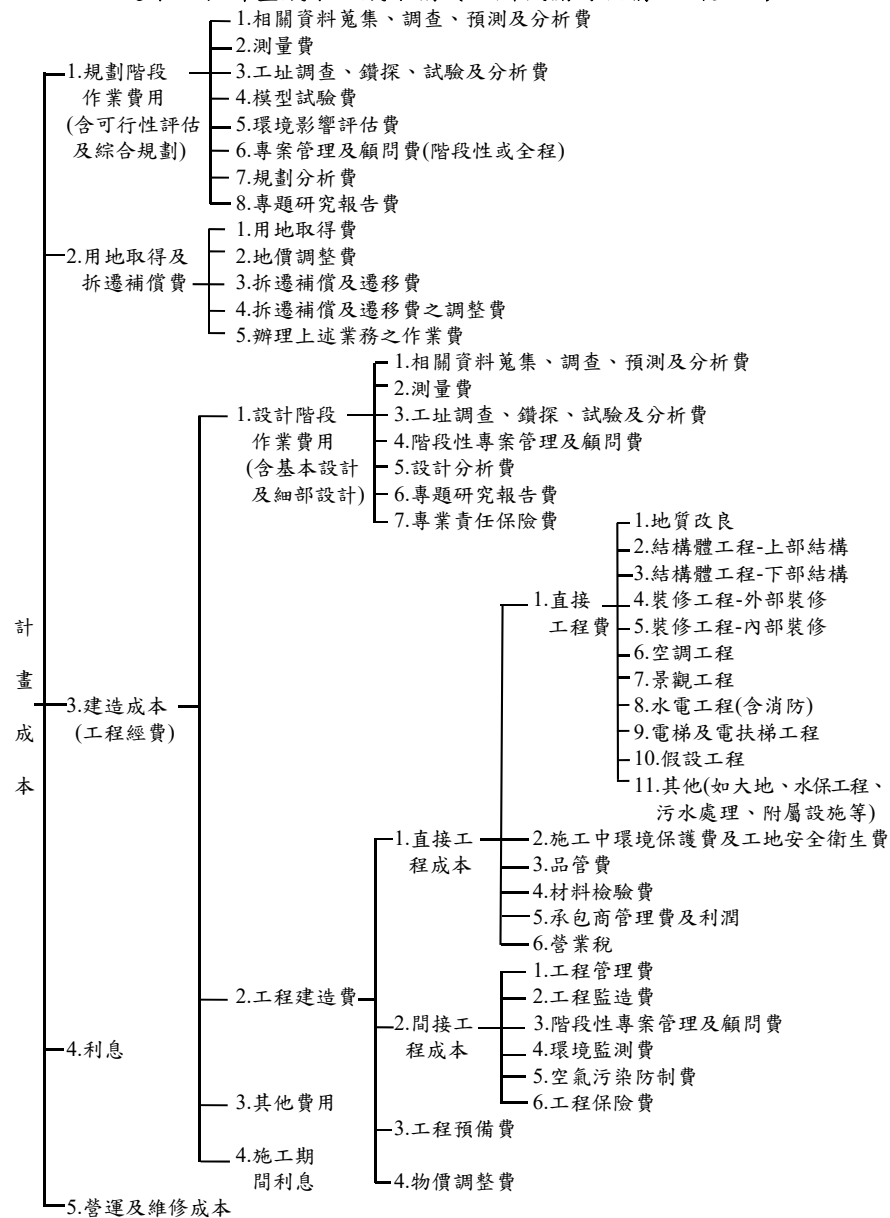 1.相關資料蒐集、調查、預測及分析費
2.測量費
1.規劃階段
3.工址調查、鑽探、試驗及分析費
作業費用
4.模型試驗費
(含可行性評估
5.環境影響評估費
及綜合規劃)
6.專案管理及顧問費(階段性或全程)
7.規劃分析費
8.專題研究報告費
1.用地取得費
2.用地取得及
2.地價調整費
拆遷補償費
3.拆遷補償及遷移費
4.拆遷補償及遷移費之調整費
5.辦理上述業務之作業費
1.相關資料蒐集、調查、預測及分析費
2.測量費
1.設計階段
3.工址調查、鑽探、試驗及分析費
作業費用
4.階段性專案管理及顧問費
(含基本設計
5.設計分析費
及細部設計)
6.專題研究報告費
7.專業責任保險費
1.地質改良
2.結構體工程-上部結構
3.結構體工程-下部結構
1.直接
4.裝修工程-外部裝修
工程費
5.裝修工程-內部裝修
6.空調工程
7.景觀工程
計畫成本
3.建造成本
8.水電工程(含消防)
(工程經費)
9.電梯及電扶梯工程
10.假設工程
11.其他(如大地、水保工程、
污水處理、附屬設施等)
1.直接工
2.施工中環境保護費及工地安全衛生費
程成本
3.品管費
4.材料檢驗費
5.承包商管理費及利潤
6.營業稅
1.工程管理費
2.工程建造費
2.工程監造費
2.間接工
3.階段性專案管理及顧問費
4.利息
程成本
4.環境監測費
5.空氣污染防制費
3.其他費用
6.工程保險費
3.工程預備費
4.施工期
間利息
4.物價調整費
5.營運及維修成本